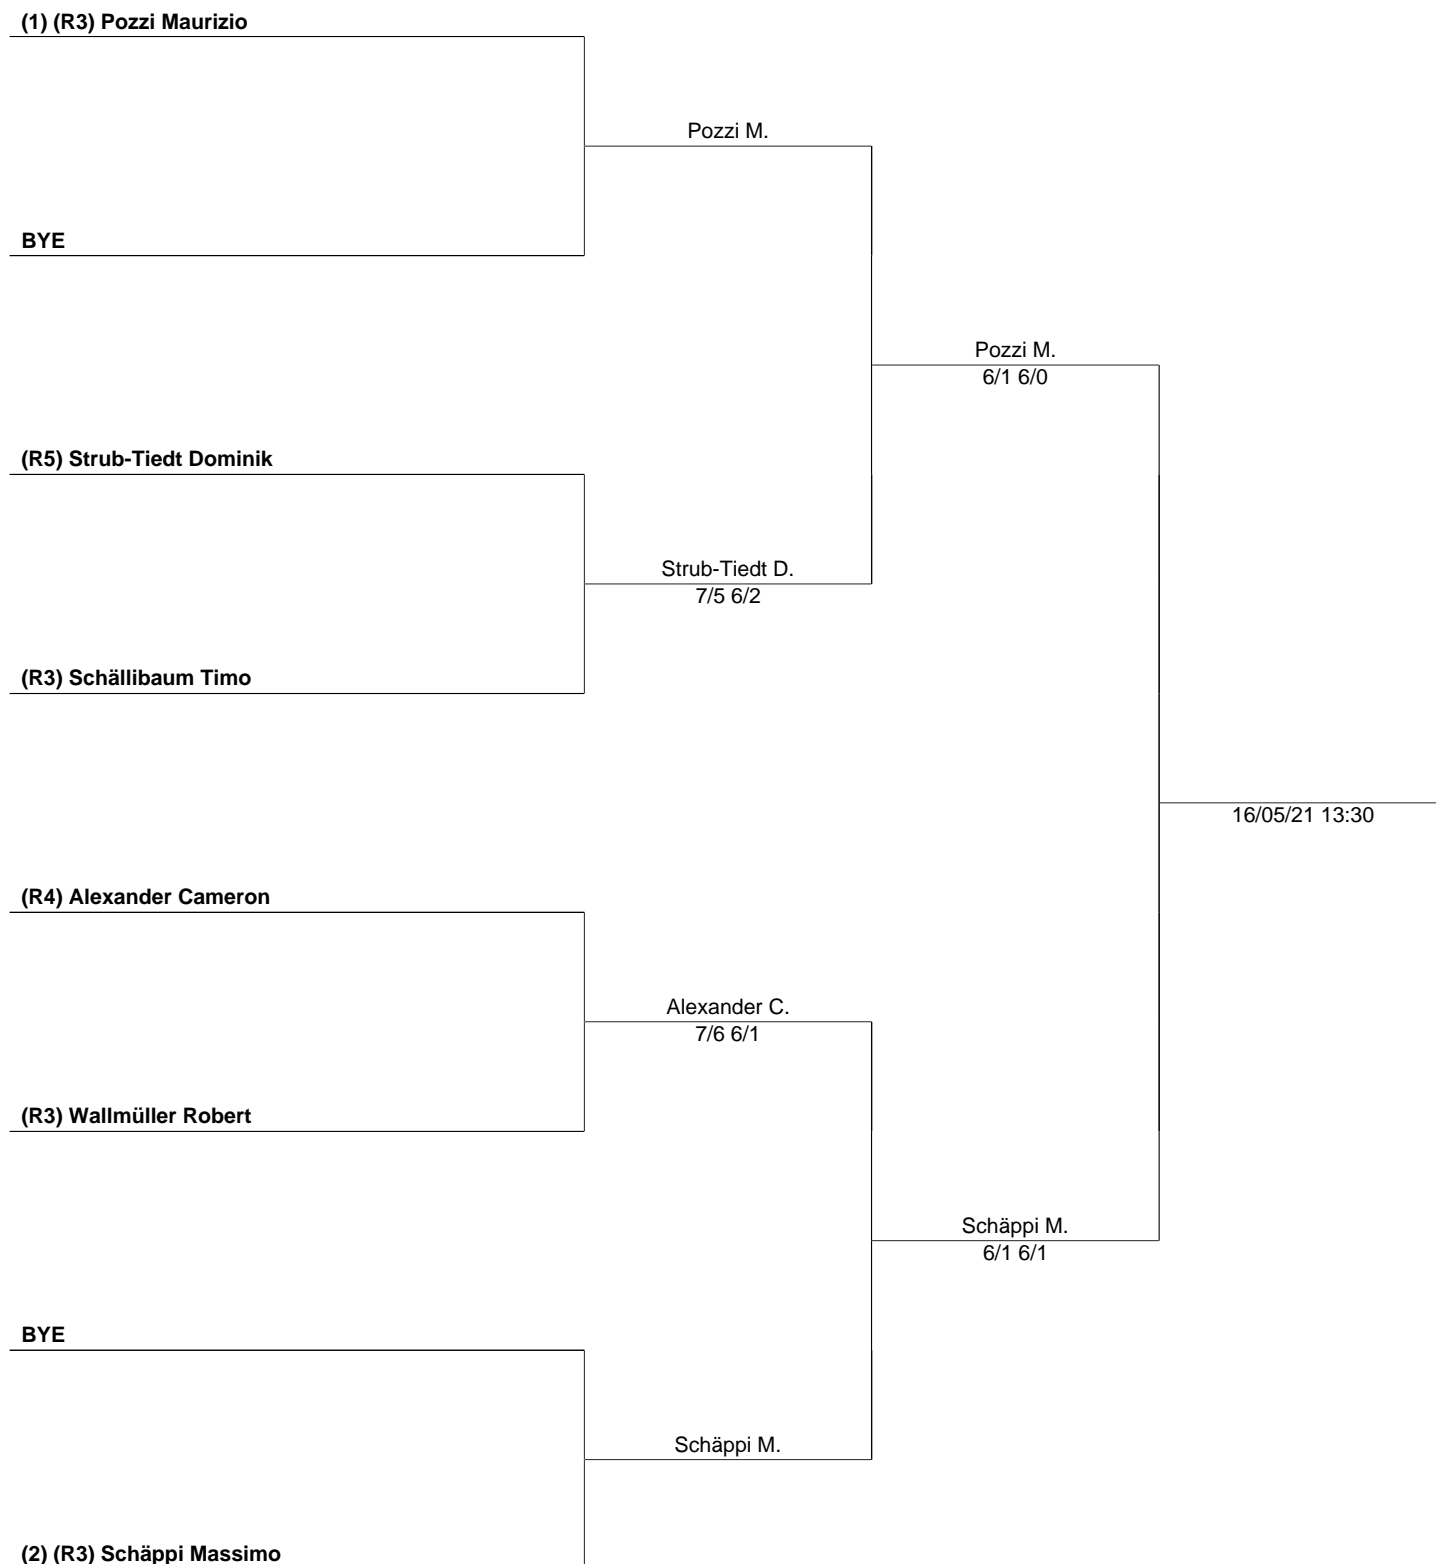 (1) (R3) Pozzi Maurizio
Pozzi M.
BYE
Pozzi M.
6/1 6/0
(R5) Strub-Tiedt Dominik
Strub-Tiedt D.
7/5 6/2
(R3) Schällibaum Timo
16/05/21 13:30
(R4) Alexander Cameron
Alexander C.
7/6 6/1
(R3) Wallmüller Robert
Schäppi M.
6/1 6/1
BYE
Schäppi M.
(2) (R3) Schäppi Massimo